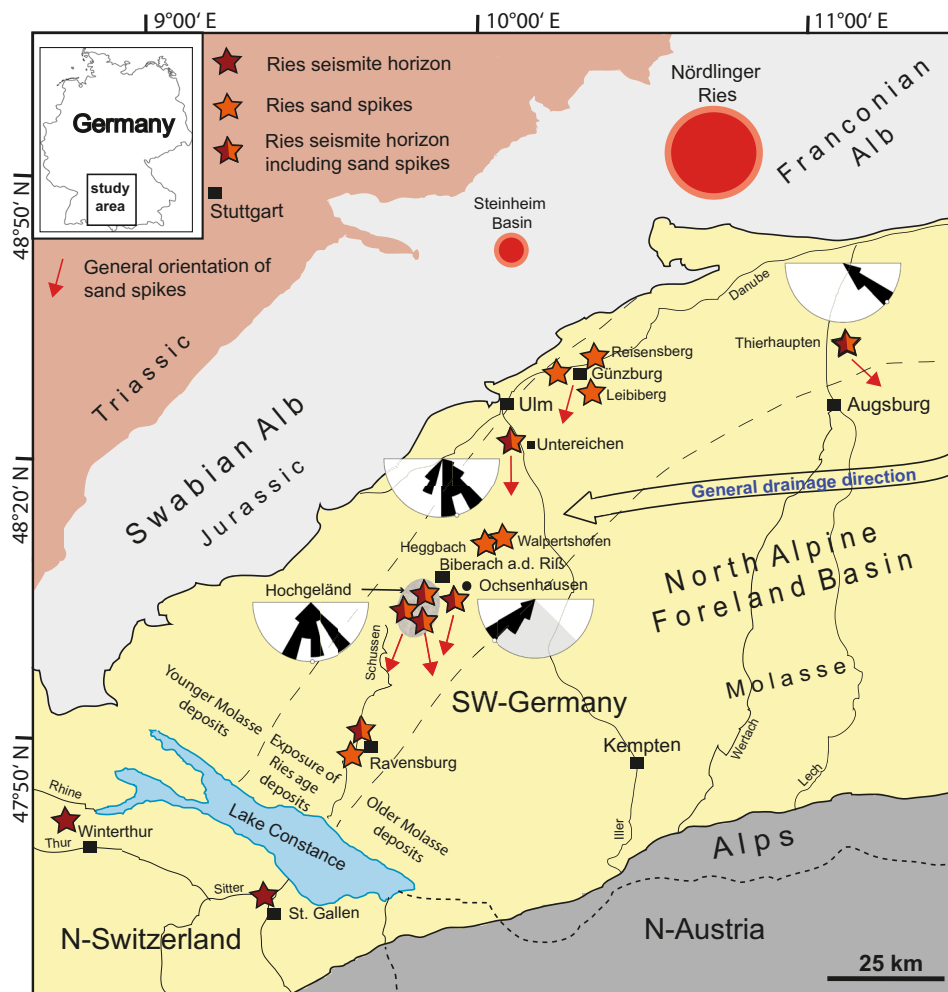 9°00′ E
10°00′ E
11°00′ E
48°50′ N
48°20′ N
47°50′ N
Germany
study
area
Ries seismite horizon
Ries sand spikes
Ries seismite horizon
including sand spikes
Stuttgart
General orientation of
sand spikes
Nördlinger
Ries
Franconian
Alb
Steinheim
Basin
Triassic
Swabian Alb
Jurassic
Danube
Thierhaupten
Reisensberg
Günzburg
Leibiberg
Ulm
Augsburg
Untereichen
General drainage direction
Heggbach
Walpertshofen
Biberach a.d. Riß
Hochgeländ
Ochsenhausen
North Alpine
Foreland Basin
Schussen
Molasse
SW-Germany
Younger Molasse
deposits
Exposure of
Ries age
deposits
Older Molasse
deposits
Ravensburg
Kempten
Wertach
Lech
Iller
Rhine
Winterthur
Thur
Lake Constance
Sitter
St. Gallen
Alps
N-Switzerland
N-Austria
25 km